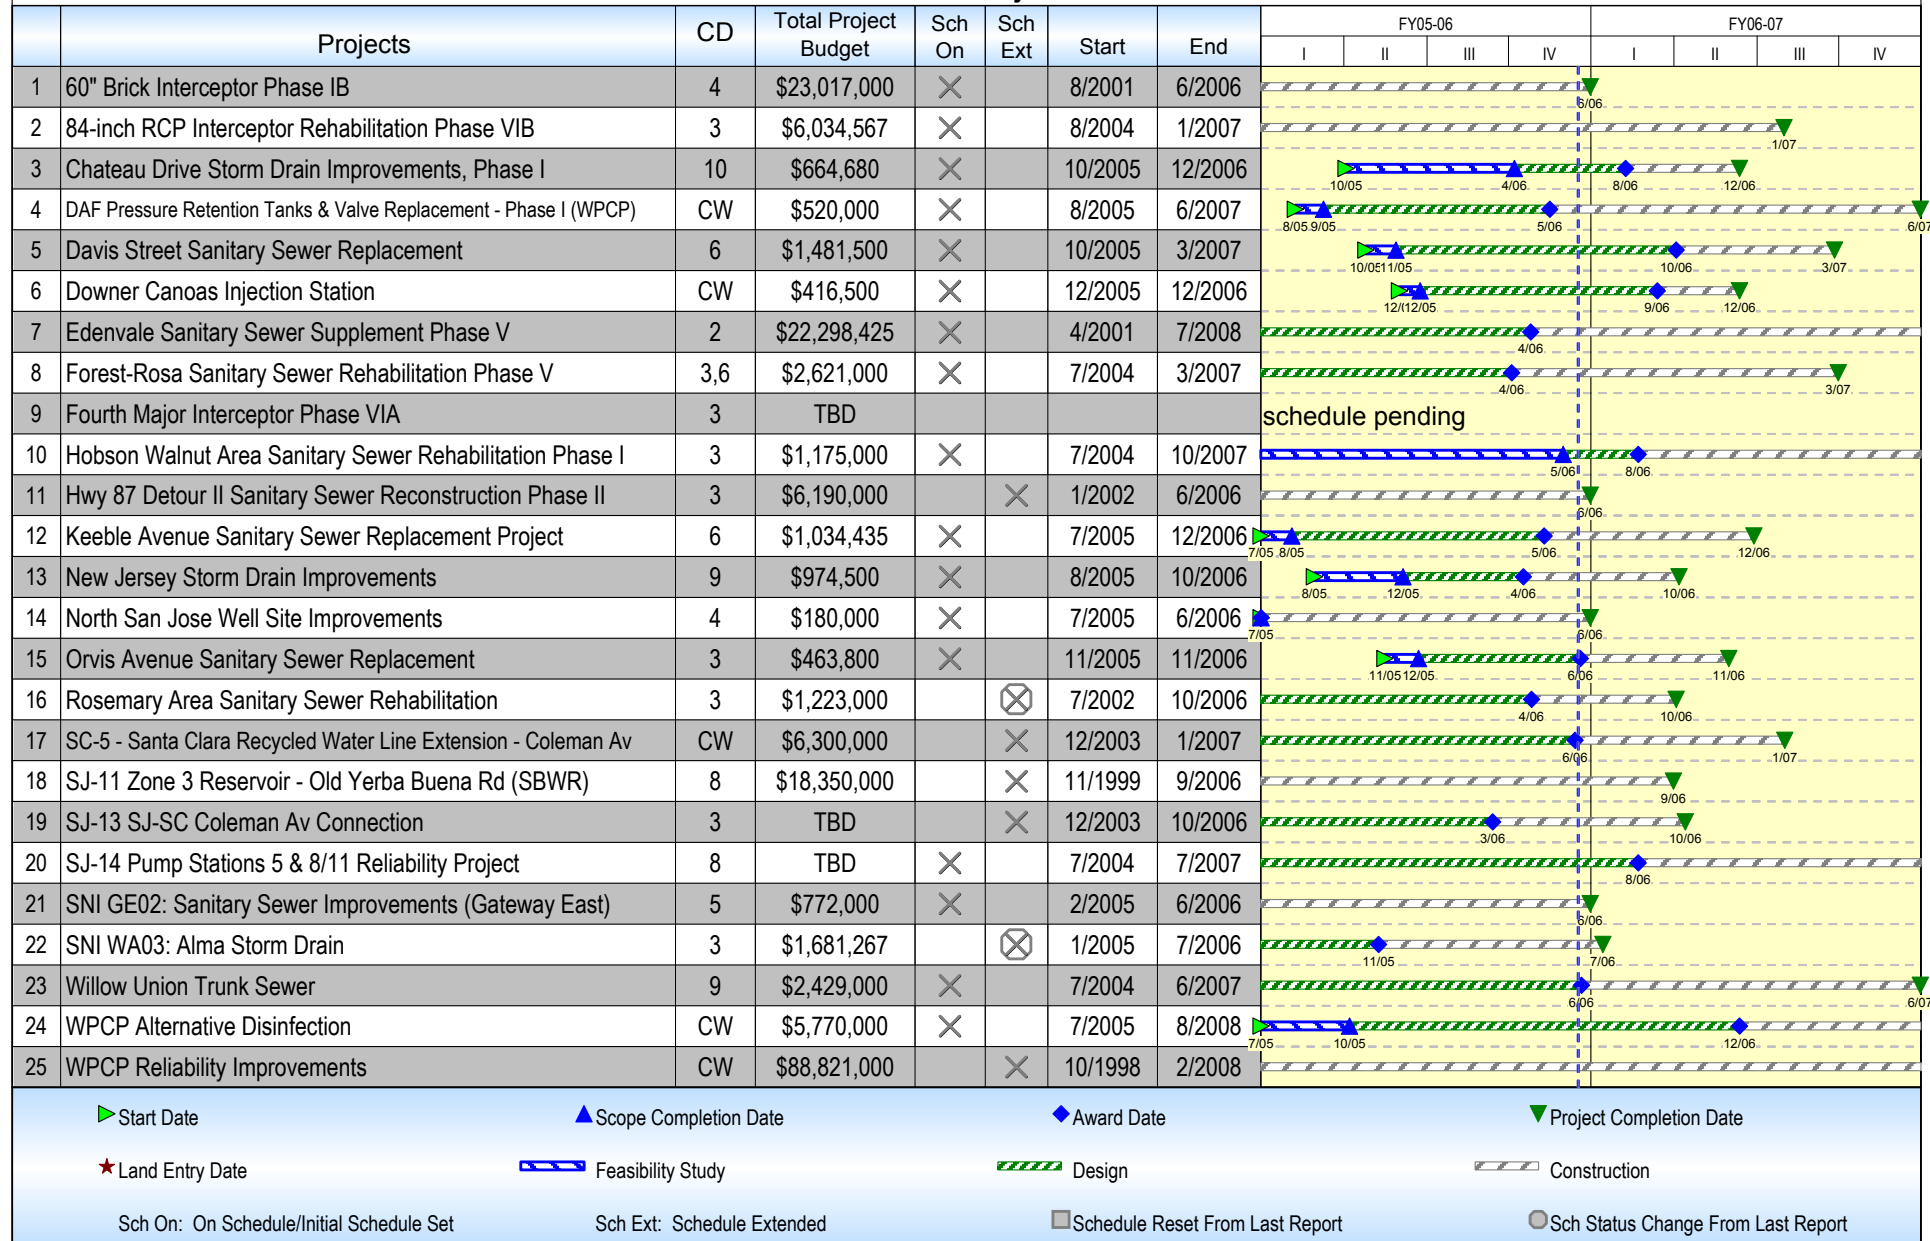 Projects CD Total Project Budget Sch On Sch Ext Start End FY05-06 FY06-07
I II III IV I II III IV
1 60" Brick Interceptor Phase IB 4 $23,017,000 8/2001 6/2006 6/06
2 84-inch RCP Interceptor Rehabilitation Phase VIB 3 $6,034,567 8/2004 1/2007 1/07
3 Chateau Drive Storm Drain Improvements, Phase I 10 $664,680 10/2005 12/2006 10/05 4/06 8/06 12/06
4 DAF Pressure Retention Tanks & Valve Replacement - Phase I (WPCP) CW $520,000 8/2005 6/2007 8/05 9/05 5/06 6/07
5 Davis Street Sanitary Sewer Replacement 6 $1,481,500 10/2005 3/2007 10/05 11/05 10/06 3/07
6 Downer Canoas Injection Station CW $416,500 12/2005 12/2006 12/ 12/05 9/06 12/06
7 Edenvale Sanitary Sewer Supplement Phase V 2 $22,298,425 4/2001 7/2008 4/06
8 Forest-Rosa Sanitary Sewer Rehabilitation Phase V 3,6 $2,621,000 7/2004 3/2007 4/06 3/07
9 Fourth Major Interceptor Phase VIA 3 TBD schedule pending
10 Hobson Walnut Area Sanitary Sewer Rehabilitation Phase I 3 $1,175,000 7/2004 10/2007 5/06 8/06
11 Hwy 87 Detour II Sanitary Sewer Reconstruction Phase II 3 $6,190,000 1/2002 6/2006 6/06
12 Keeble Avenue Sanitary Sewer Replacement Project 6 $1,034,435 7/2005 12/2006 7/05 8/05 5/06 12/06
13 New Jersey Storm Drain Improvements 9 $974,500 8/2005 10/2006 8/05 12/05 4/06 10/06
14 North San Jose Well Site Improvements 4 $180,000 7/2005 6/2006 7/05 6/06
15 Orvis Avenue Sanitary Sewer Replacement 3 $463,800 11/2005 11/2006 11/05 12/05 6/06 11/06
16 Rosemary Area Sanitary Sewer Rehabilitation 3 $1,223,000 7/2002 10/2006 4/06 10/06
17 SC-5 - Santa Clara Recycled Water Line Extension - Coleman Av CW $6,300,000 12/2003 1/2007 6/06 1/07
18 SJ-11 Zone 3 Reservoir - Old Yerba Buena Rd (SBWR) 8 $18,350,000 11/1999 9/2006 9/06
19 SJ-13 SJ-SC Coleman Av Connection 3 TBD 12/2003 10/2006 3/06 10/06
20 SJ-14 Pump Stations 5 & 8/11 Reliability Project 8 TBD 7/2004 7/2007 8/06
21 SNI GE02: Sanitary Sewer Improvements (Gateway East) 5 $772,000 2/2005 6/2006 6/06
22 SNI WA03: Alma Storm Drain 3 $1,681,267 1/2005 7/2006 11/05 7/06
23 Willow Union Trunk Sewer 9 $2,429,000 7/2004 6/2007 6/06 6/07
24 WPCP Alternative Disinfection CW $5,770,000 7/2005 8/2008 7/05 10/05 12/06
25 WPCP Reliability Improvements CW $88,821,000 10/1998 2/2008
Start Date Scope Completion Date Award Date Project Completion Date
Land Entry Date Feasibility Study Design Construction
Sch On: On Schedule/Initial Schedule Set Sch Ext: Schedule Extended Schedule Reset From Last Report Sch Status Change From Last Report